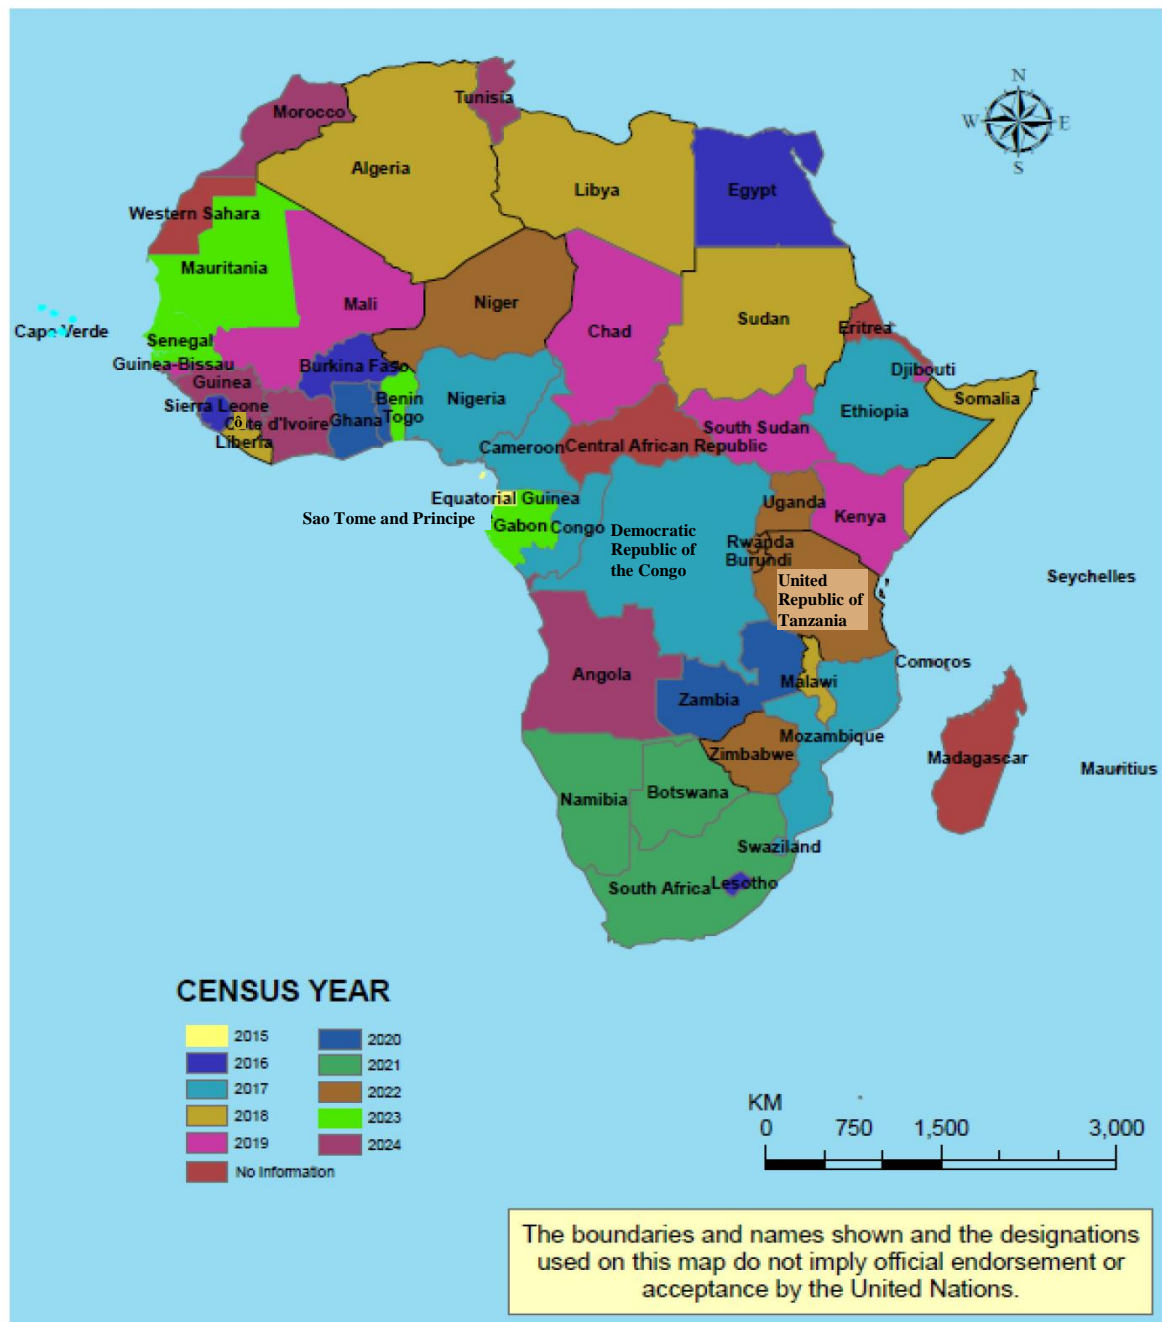 N
W
E
S
Tunisia
Morocco
Algeria
Libya
Egypt
Western Sahara
Mauritania
Mali
Niger
Chad
Sudan
Eritrea
Cape Verde
Senegal
Guinea-Bissau
Guinea
Burkina Faso
Djibouti
Somalia
Sierra Leone
Côte d'Ivoire
Ghana
Benin
Togo
Nigeria
Ethiopia
Liberia
Cameroon
Central African Republic
South Sudan
Equatorial Guinea
Sao Tome and Principe
Gabon
Congo
Democratic
Republic of
the Congo
Uganda
Kenya
Rwanda
Burundi
United
Republic of
Tanzania
Seychelles
Comoros
Angola
Zambia
Malawi
Mozambique
Zimbabwe
Madagascar
Mauritius
Namibia
Botswana
Swaziland
South Africa
Lesotho
CENSUS YEAR
2015
2016
2017
2018
2019
No Information
2020
2021
2022
2023
2024
KM
0 750 1,500 3,000
The boundaries and names shown and the designations
used on this map do not imply official endorsement or
acceptance by the United Nations.